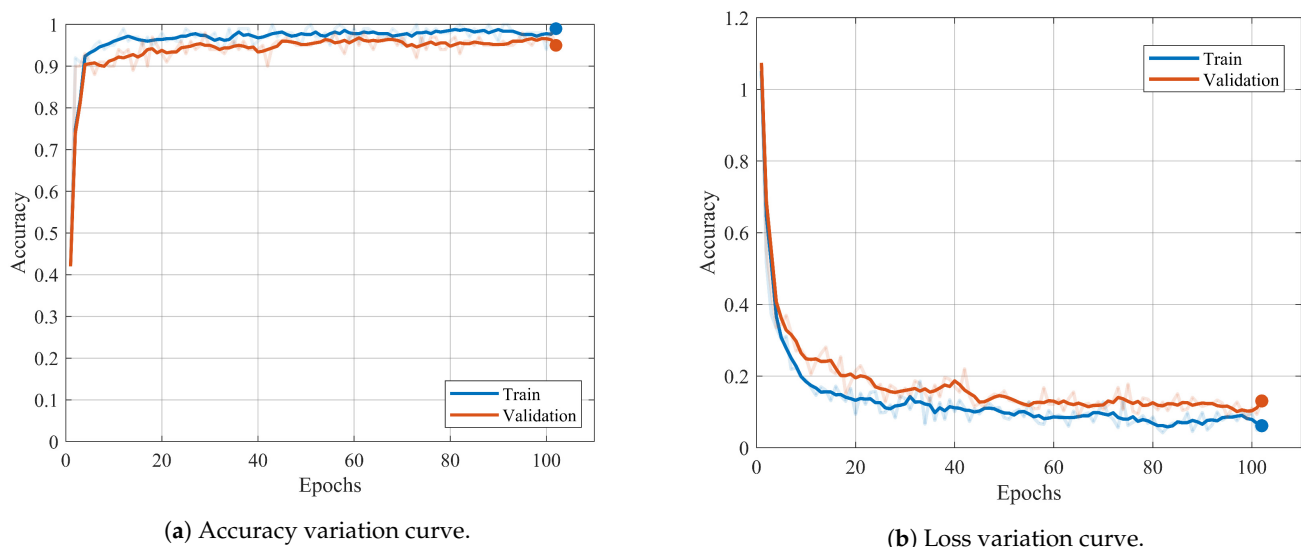 1
0.9
0.8
0.7
0.6
0.5
0.4
0.3
0.2
0.1
0
Accuracy
0 20 40 60 80 100
Epochs
Train
Validation
(a) Accuracy variation curve.
1.2
1
0.8
0.6
0.4
0.2
0
Accuracy
0 20 40 60 80 100
Epochs
Train
Validation
(b) Loss variation curve.